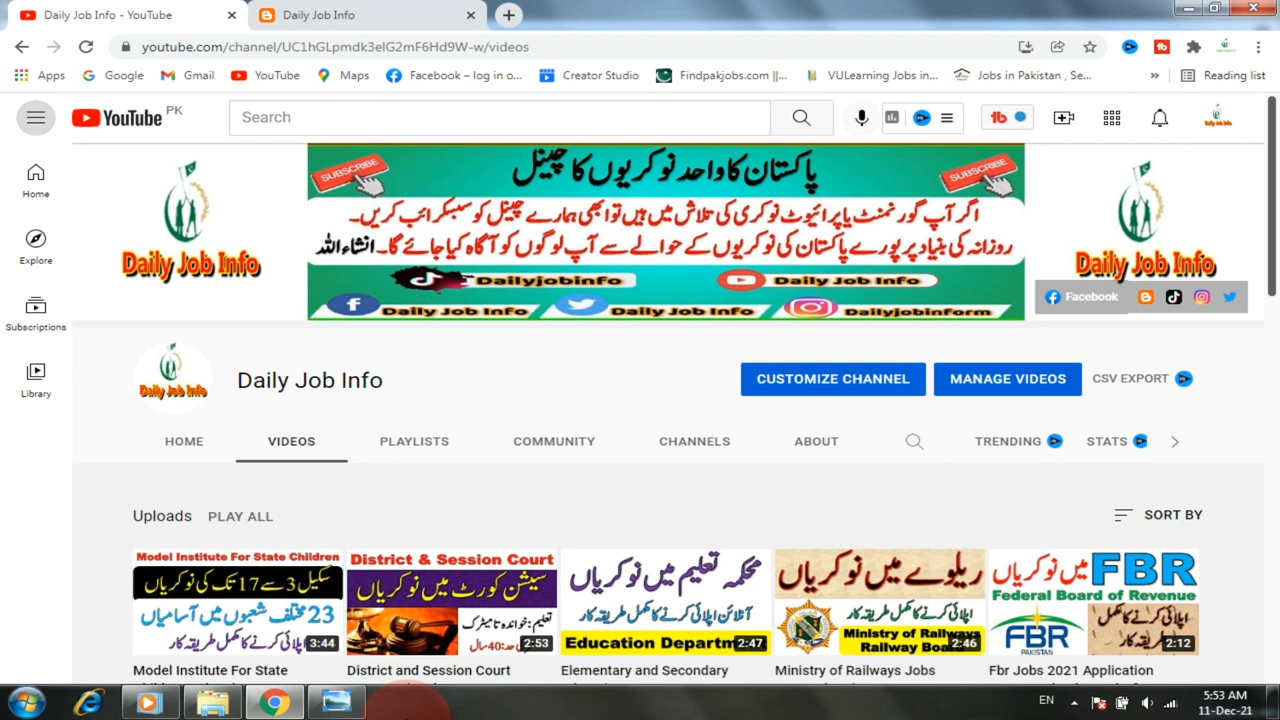 Daily Job Info - YouTube
Daily Job Info
youtube.com/channel/UC1hGLpmdk3elG2mF6Hd9W-w/videos
Apps Google Gmail YouTube Maps Facebook – log in o... Creator Studio Findpakjobs.com ||... VULearning Jobs in... Jobs in Pakistan , Se... » Reading list
YouTube PK
Search
SUBSCRIBE
پاکستان کا واحد نوکریوں کا چینل
SUBSCRIBE
اگر آپ گورنمنٹ یا پرائیوٹ نوکری کی تلاش میں ہیں تو ابھی ہمارے چینل کو سبسکرائب کریں۔
روزانہ کی بنیاد پر پورے پاکستان کی نوکریوں کے حوالے سے آپ لوگوں کو آگاہ کیا جائے گا۔ انشاءاللہ
Daily Job Info
Daily Job Info
Dailyjobinfo
Daily Job Info
Daily Job Info
Daily Job Info
Dailyjobinform
Facebook
Home
Explore
Subscriptions
Library
Daily Job Info
Daily Job Info
CUSTOMIZE CHANNEL
MANAGE VIDEOS
CSV EXPORT
HOME VIDEOS PLAYLISTS COMMUNITY CHANNELS ABOUT TRENDING STATS
Uploads PLAY ALL
SORT BY
Model Institute For State Children
سکیل 3 سے 17 تک کی نوکریاں
23 مختلف شعبوں میں آسامیاں
اپلائی کرنے کا مکمل طریقہ کار
3:44
Model Institute For State
District & Session Court
سیشن کورٹ میں نوکریاں
تعلیم: خواندہ تا میٹرک
حد: 40 سال
2:53
District and Session Court
محکمہ تعلیم میں نوکریاں
آنلائن اپلائی کرنے کا مکمل طریقہ کار
Education Departm
2:47
Elementary and Secondary
ریلوے میں نوکریاں
اپلائی کرنے کا مکمل طریقہ کار
Ministry of Railways
Railway Boa
2:46
Ministry of Railways Jobs
FBR میں نوکریاں
Federal Board of Revenue
FBR
PAKISTAN
اپلائی کرنے کا مکمل
طریقہ کار
2:12
Fbr Jobs 2021 Application
EN
5:53 AM
11-Dec-21